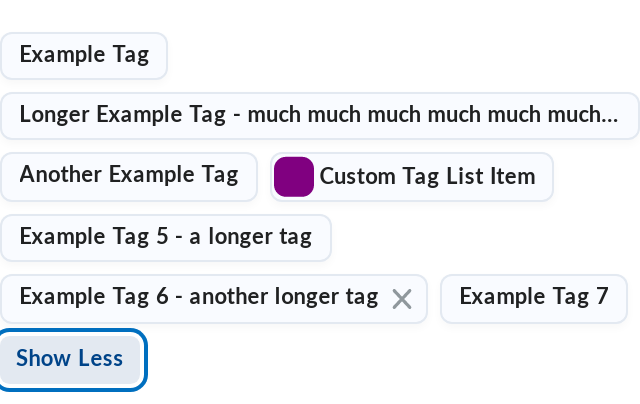 Example Tag
Longer Example Tag - much much much much much much...
Another Example Tag
Custom Tag List Item
Example Tag 5 - a longer tag
Example Tag 6 - another longer tag
Example Tag 7
Show Less